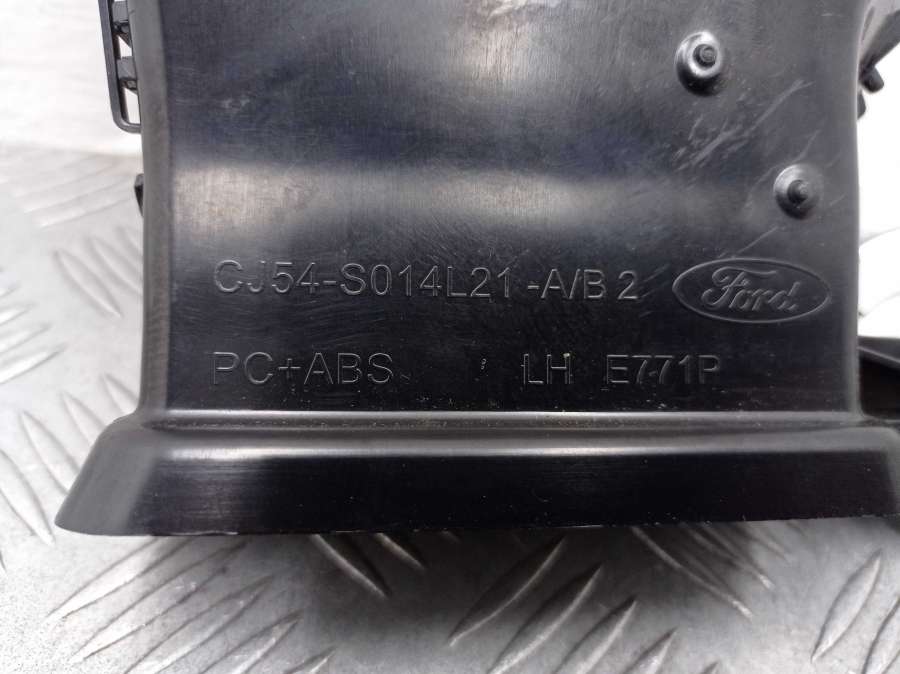 CJ54-S014L21-A/B 2 Ford
PC+ABS LH E771P